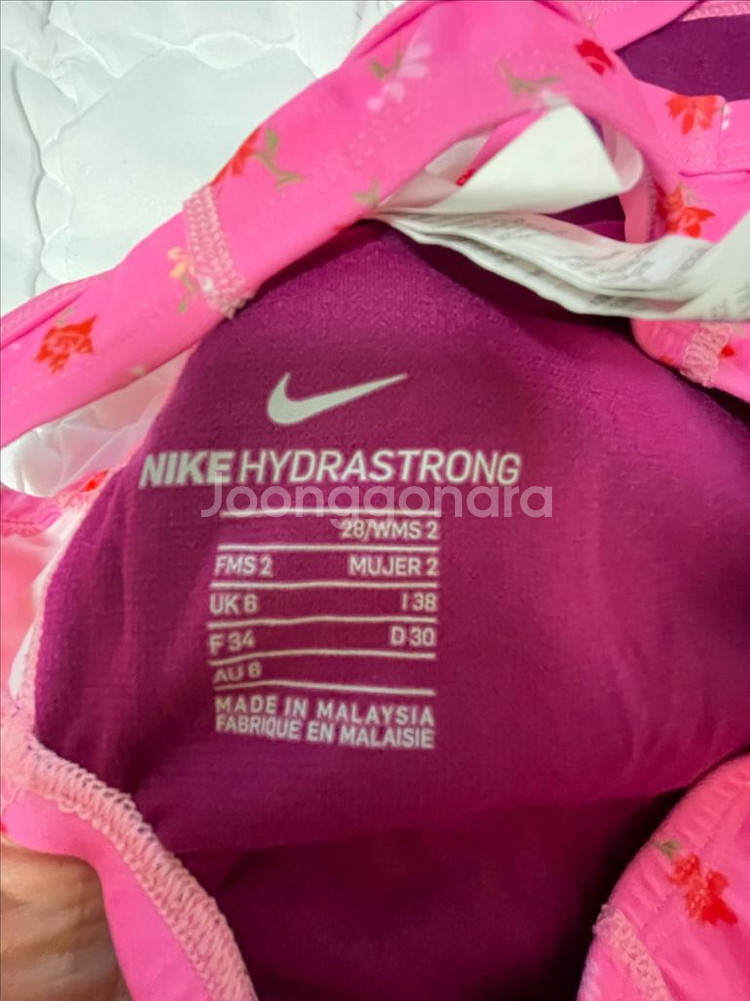 NIKE HYDRASTRONG
Joonggonara
28/WMS 2
FMS 2 MUJER 2
UK 6 I 38
F 34 D 30
AU 6
MADE IN MALAYSIA
FABRIQUE EN MALAISIE